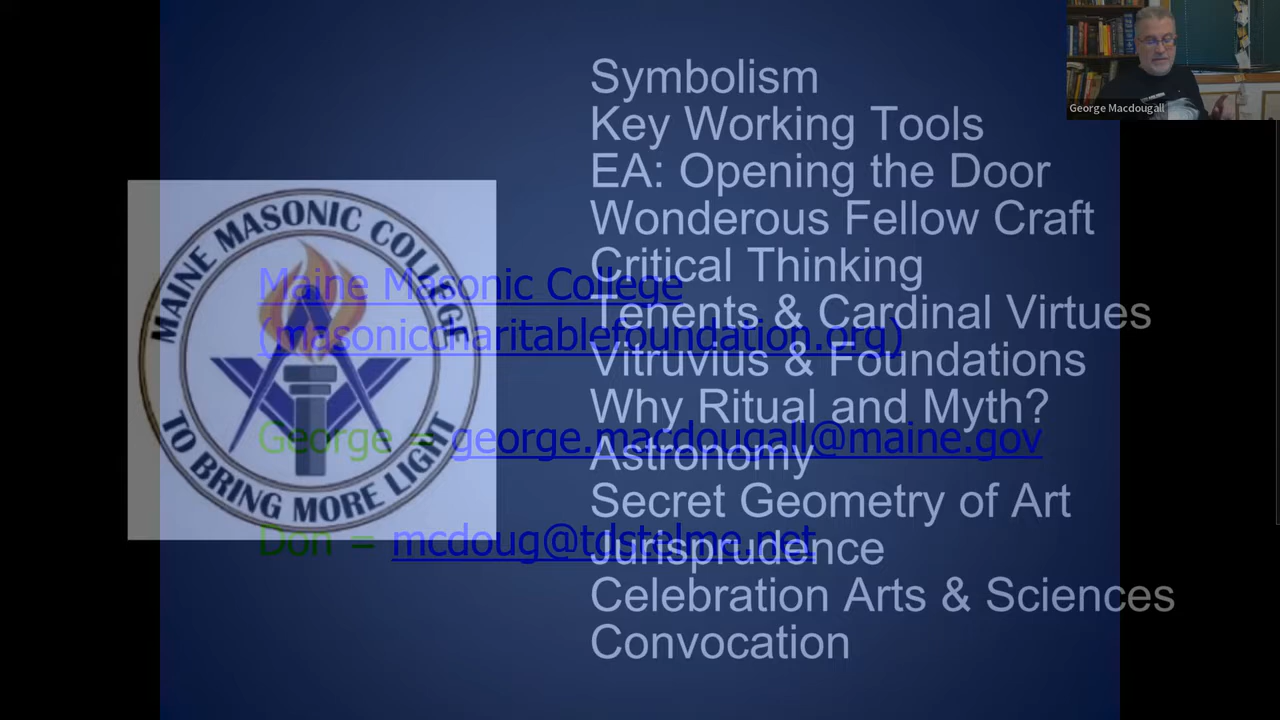 George Macdougall
Symbolism
Key Working Tools
EA: Opening the Door
Wonderous Fellow Craft
Critical Thinking
Tenents & Cardinal Virtues
Vitruvius & Foundations
Why Ritual and Myth?
Astronomy
Secret Geometry of Art
Jurisprudence
Celebration Arts & Sciences
Convocation
MAINE MASONIC COLLEGE
TO BRING MORE LIGHT
Maine Masonic College
(masoniccharitablefoundation.org)
George = george.macdougall@maine.gov
Don = mcdoug@tdstelme.net